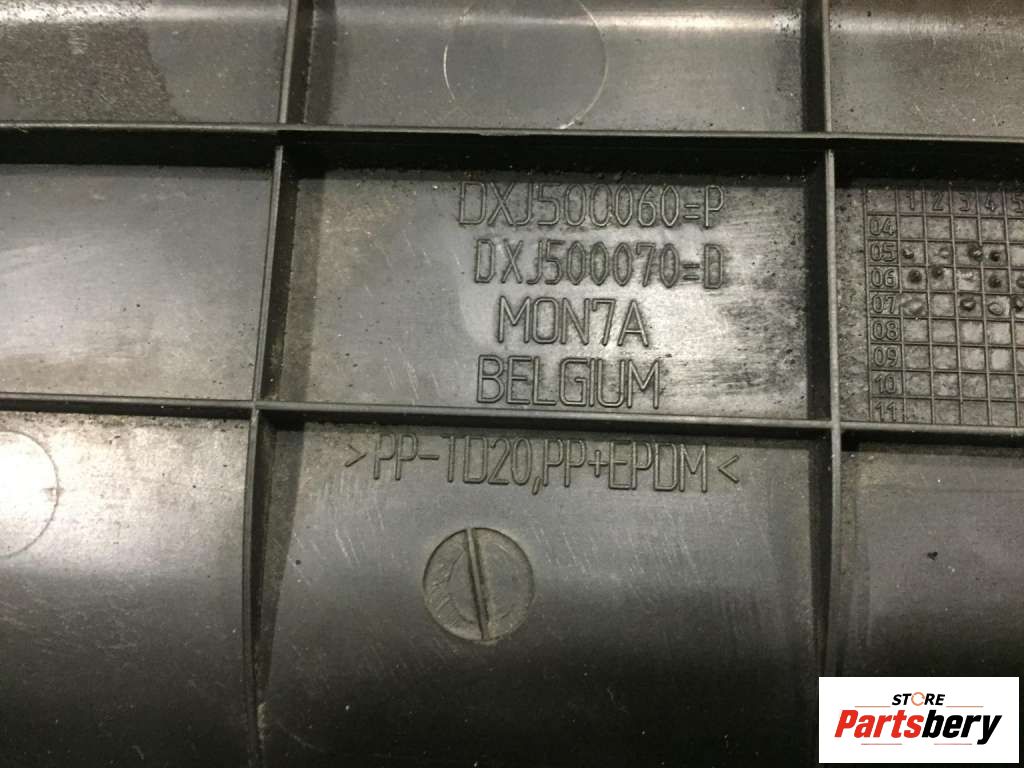 DXJ500060=P
DXJ500070=D
MON7A
BELGIUM
>PP-TD20,PP+EPDM<
1 2 3 4 5
04
05
06
07
08
09
10
11
STORE
Partsbery